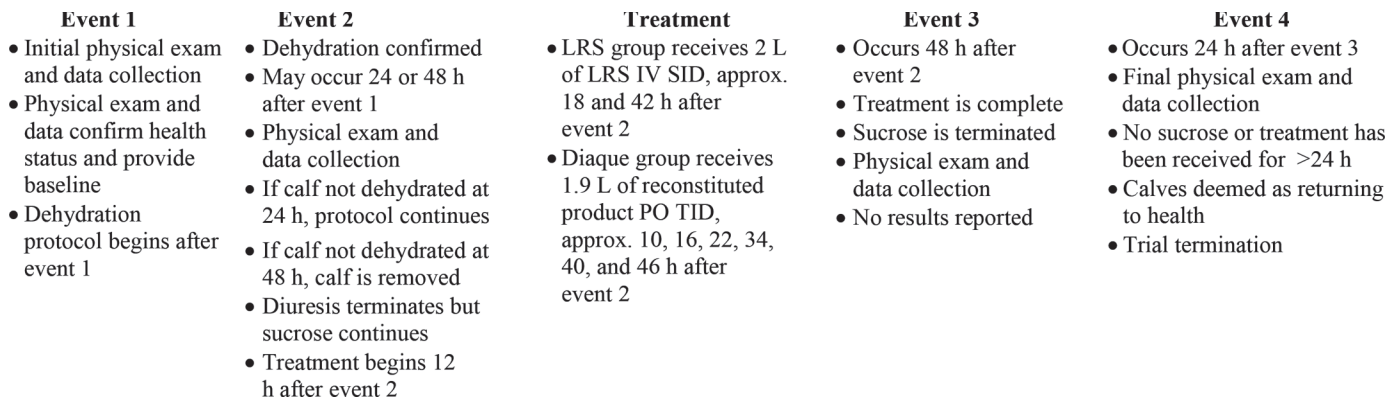 Event 1
• Initial physical exam
and data collection
• Physical exam and
data confirm health
status and provide
baseline
• Dehydration
protocol begins after
event 1
Event 2
• Dehydration confirmed
• May occur 24 or 48 h
after event 1
• Physical exam and
data collection
• If calf not dehydrated at
24 h, protocol continues
• If calf not dehydrated at
48 h, calf is removed
• Diuresis terminates but
sucrose continues
• Treatment begins 12
h after event 2
Treatment
• LRS group receives 2 L
of LRS IV SID, approx.
18 and 42 h after
event 2
• Diaque group receives
1.9 L of reconstituted
product PO TID,
approx. 10, 16, 22, 34,
40, and 46 h after
event 2
Event 3
• Occurs 48 h after
event 2
• Treatment is complete
• Sucrose is terminated
• Physical exam and
data collection
• No results reported
Event 4
• Occurs 24 h after event 3
• Final physical exam and
data collection
• No sucrose or treatment has
been received for >24 h
• Calves deemed as returning
to health
• Trial termination